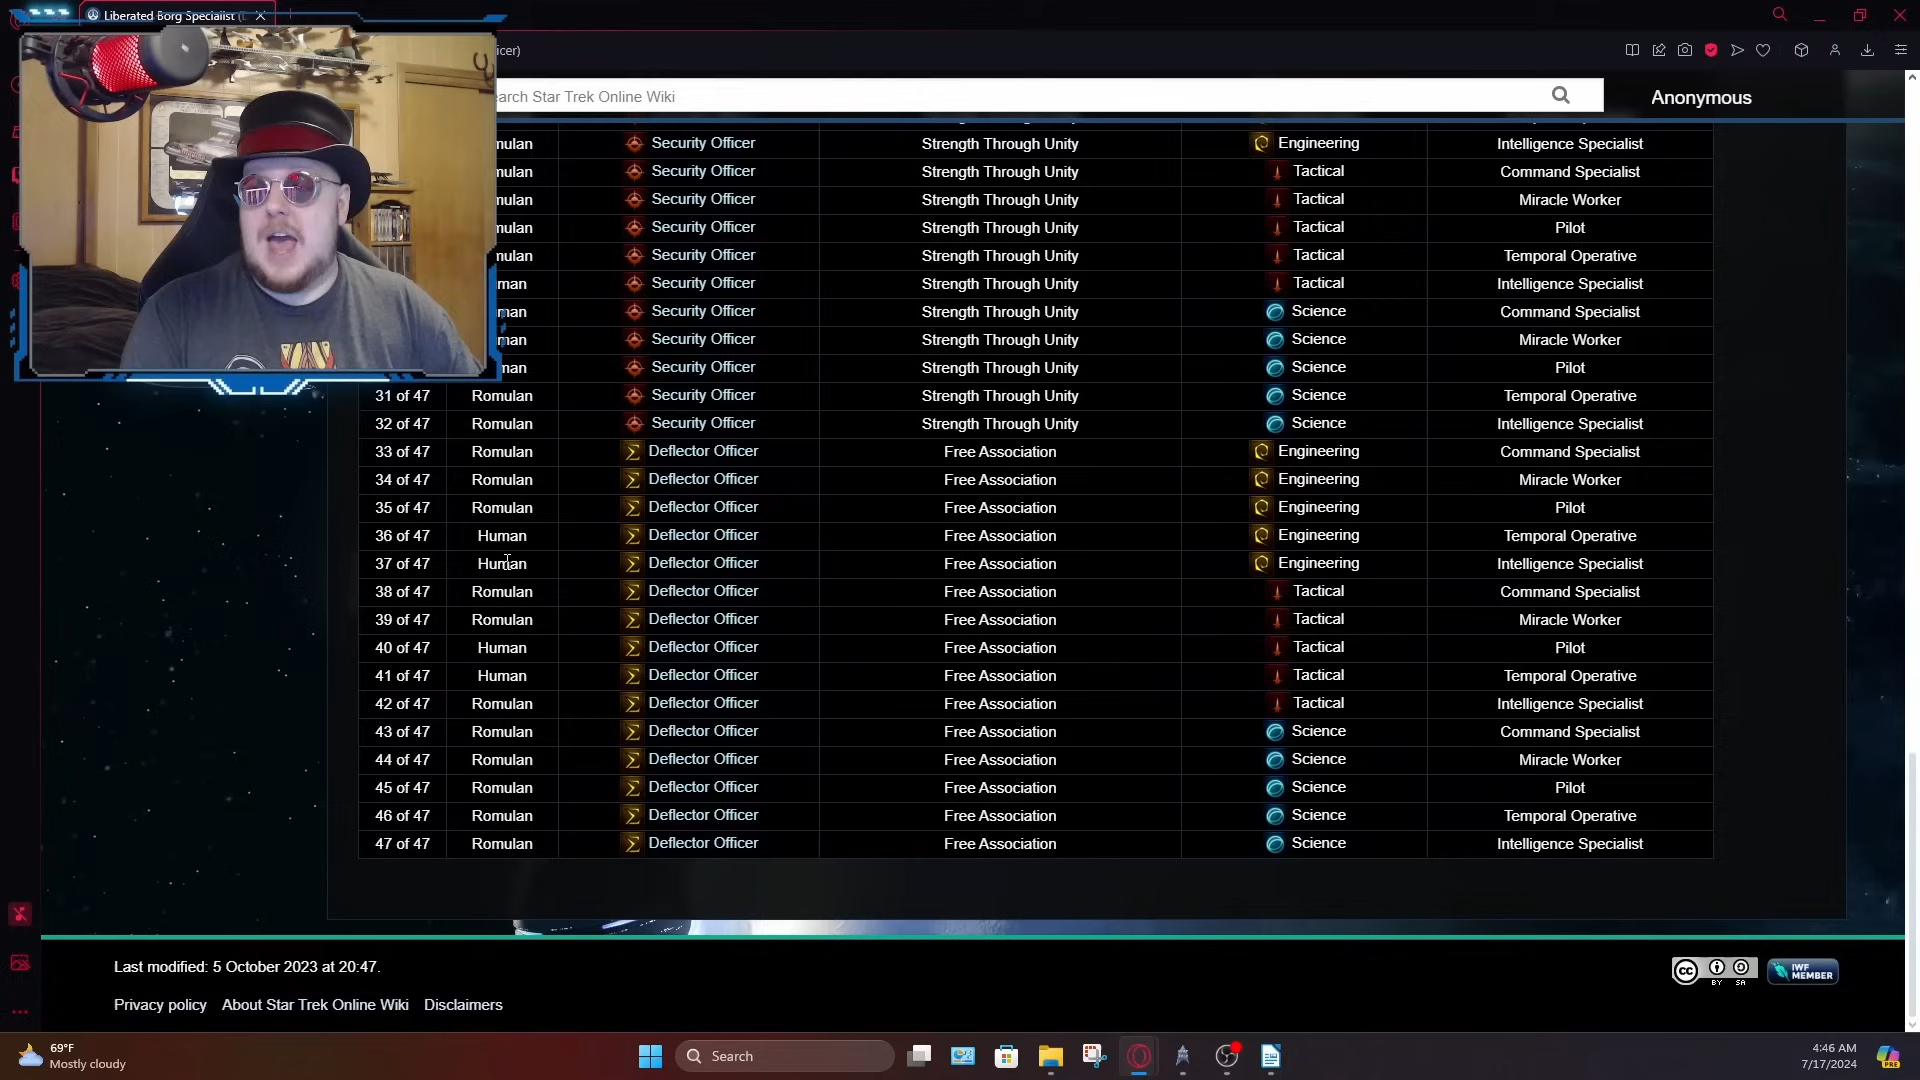 Liberated Borg Specialist (
icer)
earch Star Trek Online Wiki
Anonymous
mulan Security Officer Strength Through Unity Engineering Intelligence Specialist
mulan Security Officer Strength Through Unity Tactical Command Specialist
mulan Security Officer Strength Through Unity Tactical Miracle Worker
mulan Security Officer Strength Through Unity Tactical Pilot
mulan Security Officer Strength Through Unity Tactical Temporal Operative
man Security Officer Strength Through Unity Tactical Intelligence Specialist
man Security Officer Strength Through Unity Science Command Specialist
man Security Officer Strength Through Unity Science Miracle Worker
man Security Officer Strength Through Unity Science Pilot
31 of 47 Romulan Security Officer Strength Through Unity Science Temporal Operative
32 of 47 Romulan Security Officer Strength Through Unity Science Intelligence Specialist
33 of 47 Romulan Deflector Officer Free Association Engineering Command Specialist
34 of 47 Romulan Deflector Officer Free Association Engineering Miracle Worker
35 of 47 Romulan Deflector Officer Free Association Engineering Pilot
36 of 47 Human Deflector Officer Free Association Engineering Temporal Operative
37 of 47 Human Deflector Officer Free Association Engineering Intelligence Specialist
38 of 47 Romulan Deflector Officer Free Association Tactical Command Specialist
39 of 47 Romulan Deflector Officer Free Association Tactical Miracle Worker
40 of 47 Human Deflector Officer Free Association Tactical Pilot
41 of 47 Human Deflector Officer Free Association Tactical Temporal Operative
42 of 47 Romulan Deflector Officer Free Association Tactical Intelligence Specialist
43 of 47 Romulan Deflector Officer Free Association Science Command Specialist
44 of 47 Romulan Deflector Officer Free Association Science Miracle Worker
45 of 47 Romulan Deflector Officer Free Association Science Pilot
46 of 47 Romulan Deflector Officer Free Association Science Temporal Operative
47 of 47 Romulan Deflector Officer Free Association Science Intelligence Specialist
Last modified: 5 October 2023 at 20:47.
cc BY SA IWF MEMBER
Privacy policy About Star Trek Online Wiki Disclaimers
69°F
Mostly cloudy
Search
4:46 AM
7/17/2024
PRE